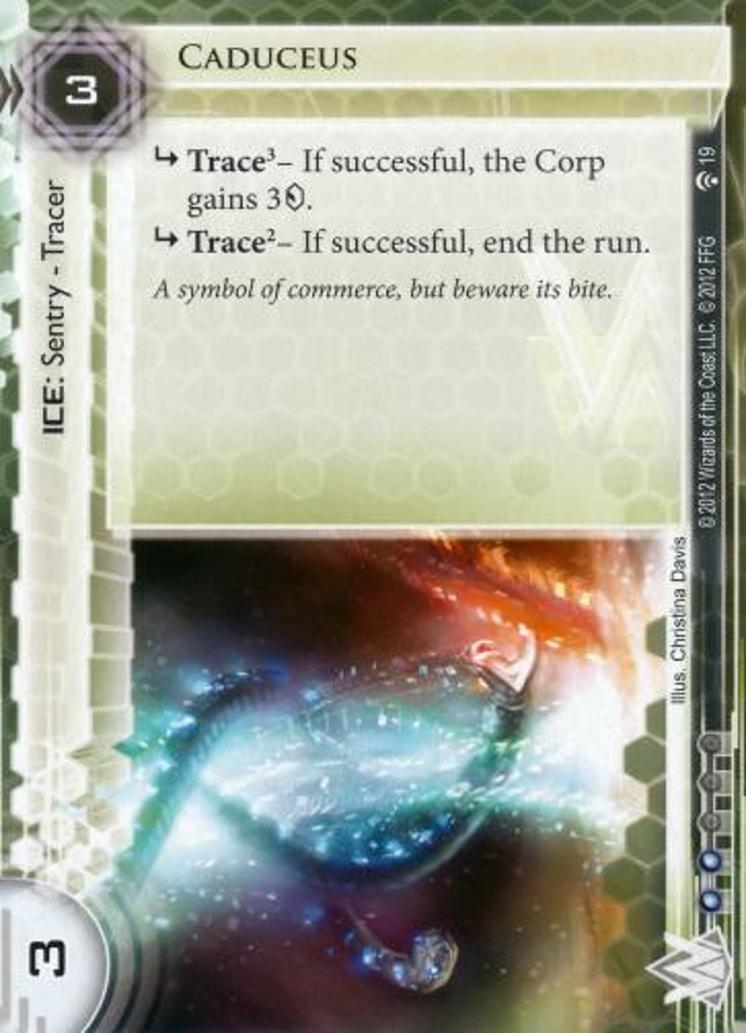 Caduceus
3
↳ Trace³– If successful, the Corp
gains 3.
↳ Trace²– If successful, end the run.
A symbol of commerce, but beware its bite.
ICE: Sentry - Tracer
3
Illus. Christina Davis
© 2012 Wizards of the Coast LLC. © 2012 FFG
19